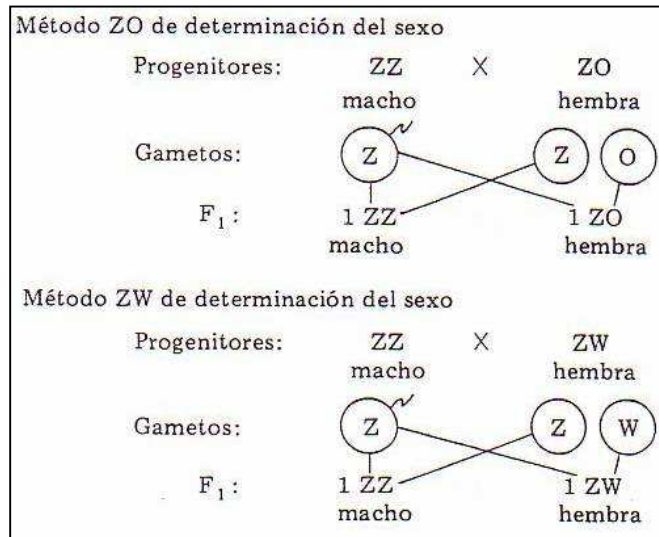 Método ZO de determinación del sexo
Progenitores: ZZ X ZO
macho hembra
Gametos: Z Z O
F₁: 1 ZZ 1 ZO
macho hembra
Método ZW de determinación del sexo
Progenitores: ZZ X ZW
macho hembra
Gametos: Z Z W
F₁: 1 ZZ 1 ZW
macho hembra